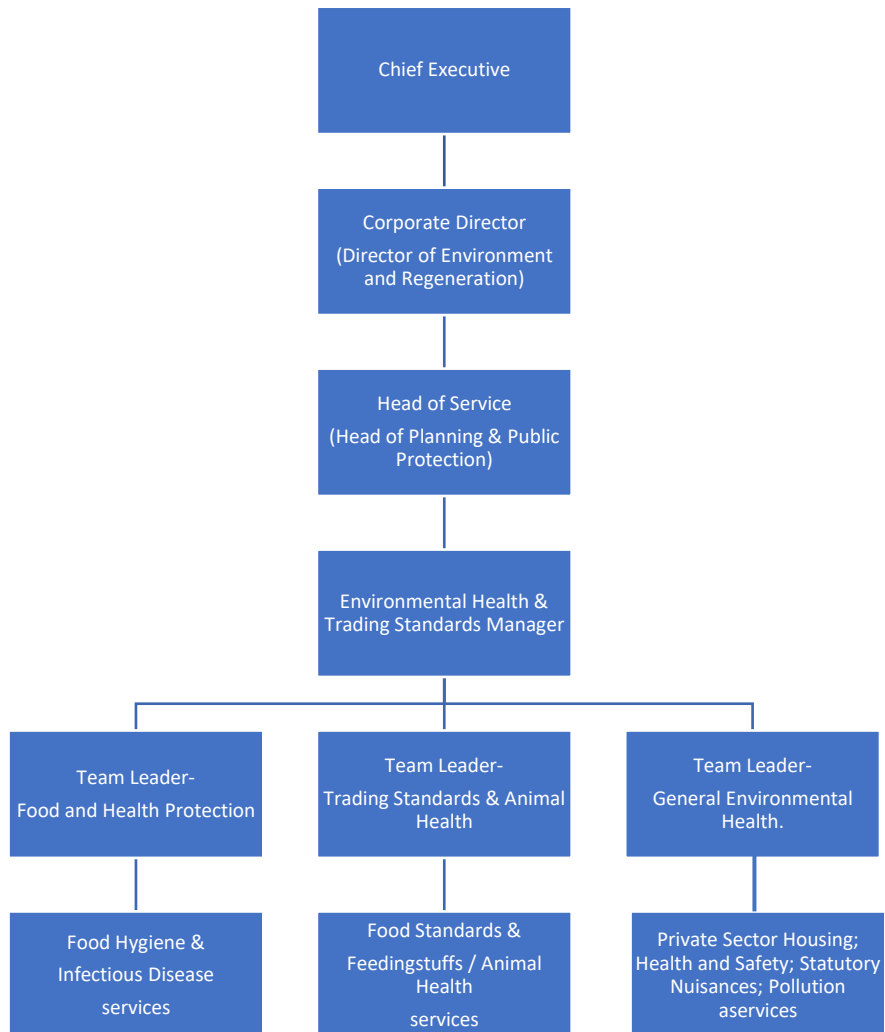 Chief Executive
Corporate Director
(Director of Environment
and Regeneration)
Head of Service
(Head of Planning & Public
Protection)
Environmental Health &
Trading Standards Manager
Team Leader-
Food and Health Protection
Team Leader-
Trading Standards & Animal
Health
Team Leader-
General Environmental
Health.
Food Hygiene &
Infectious Disease
services
Food Standards &
Feedingstuffs / Animal
Health
services
Private Sector Housing;
Health and Safety; Statutory
Nuisances; Pollution
aservices